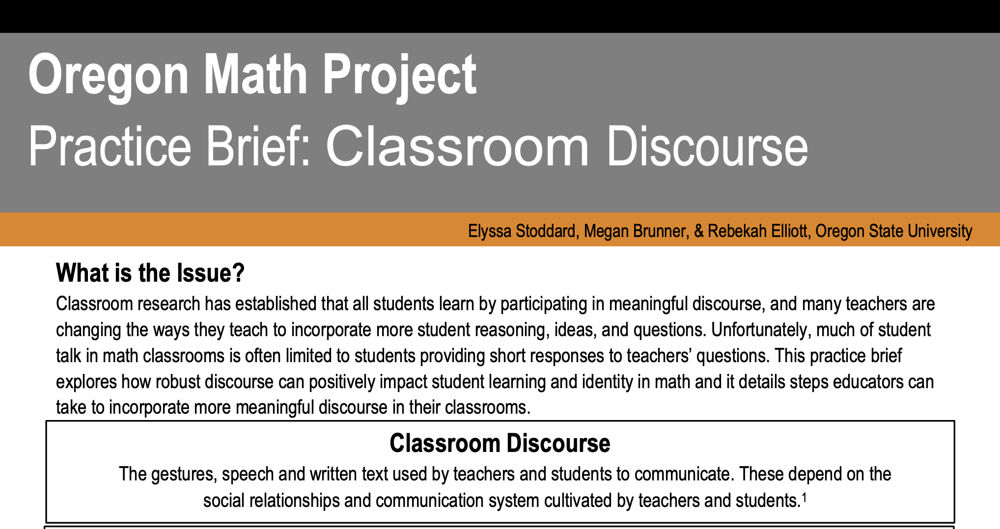 Oregon Math Project
Practice Brief: Classroom Discourse
Elyssa Stoddard, Megan Brunner, & Rebekah Elliott, Oregon State University
What is the Issue?
Classroom research has established that all students learn by participating in meaningful discourse, and many teachers are
changing the ways they teach to incorporate more student reasoning, ideas, and questions. Unfortunately, much of student
talk in math classrooms is often limited to students providing short responses to teachers’ questions. This practice brief
explores how robust discourse can positively impact student learning and identity in math and it details steps educators can
take to incorporate more meaningful discourse in their classrooms.
Classroom Discourse
The gestures, speech and written text used by teachers and students to communicate. These depend on the
social relationships and communication system cultivated by teachers and students.¹